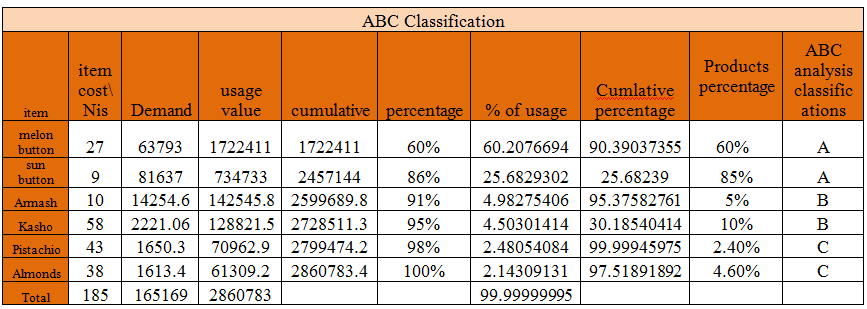 ABC Classification
item item cost\ Nis Demand usage value cumulative percentage % of usage Cumlative percentage Products percentage ABC analysis classific ations
melon button 27 63793 1722411 1722411 60% 60.2076694 90.39037355 60% A
sun button 9 81637 734733 2457144 86% 25.6829302 25.68239 85% A
Armash 10 14254.6 142545.8 2599689.8 91% 4.98275406 95.37582761 5% B
Kasho 58 2221.06 128821.5 2728511.3 95% 4.50301414 30.18540414 10% B
Pistachio 43 1650.3 70962.9 2799474.2 98% 2.48054084 99.99945975 2.40% C
Almonds 38 1613.4 61309.2 2860783.4 100% 2.14309131 97.51891892 4.60% C
Total 185 165169 2860783 99.99999995